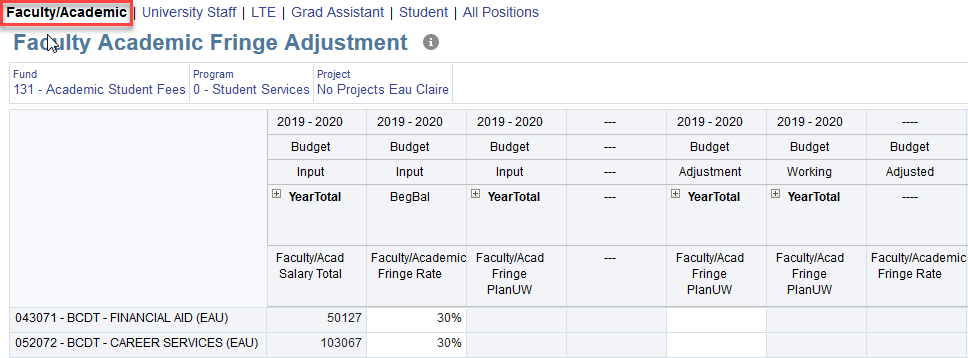 Faculty/Academic | University Staff | LTE | Grad Assistant | Student | All Positions
Faculty Academic Fringe Adjustment i
Fund Program Project
131 - Academic Student Fees 0 - Student Services No Projects Eau Claire
2019 - 2020 2019 - 2020 2019 - 2020 --- 2019 - 2020 2019 - 2020 ----
Budget Budget Budget --- Budget Budget Budget
Input Input Input --- Adjustment Working Adjusted
YearTotal BegBal YearTotal --- YearTotal YearTotal ----
Faculty/Acad Faculty/Academic Faculty/Acad --- Faculty/Acad Faculty/Acad Faculty/Academic
Salary Total Fringe Rate Fringe Fringe Fringe Fringe Rate
PlanUW PlanUW PlanUW
043071 - BCDT - FINANCIAL AID (EAU) 50127 30%
052072 - BCDT - CAREER SERVICES (EAU) 103067 30%